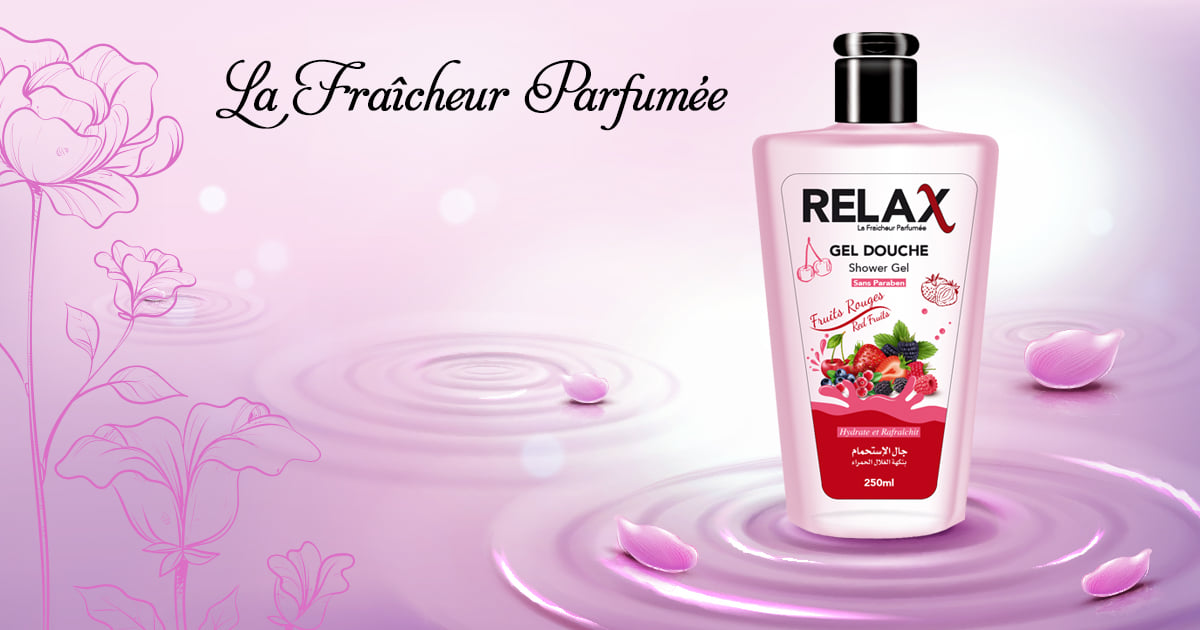 La Fraîcheur Parfumée
RELAX
La Fraîcheur Parfumée
GEL DOUCHE
Shower Gel
Sans Paraben
Fruits Rouges
Red Fruits
Hydrate et Rafraîchit
جال الإستحمام
بنكهة الغلال الحمراء
250ml